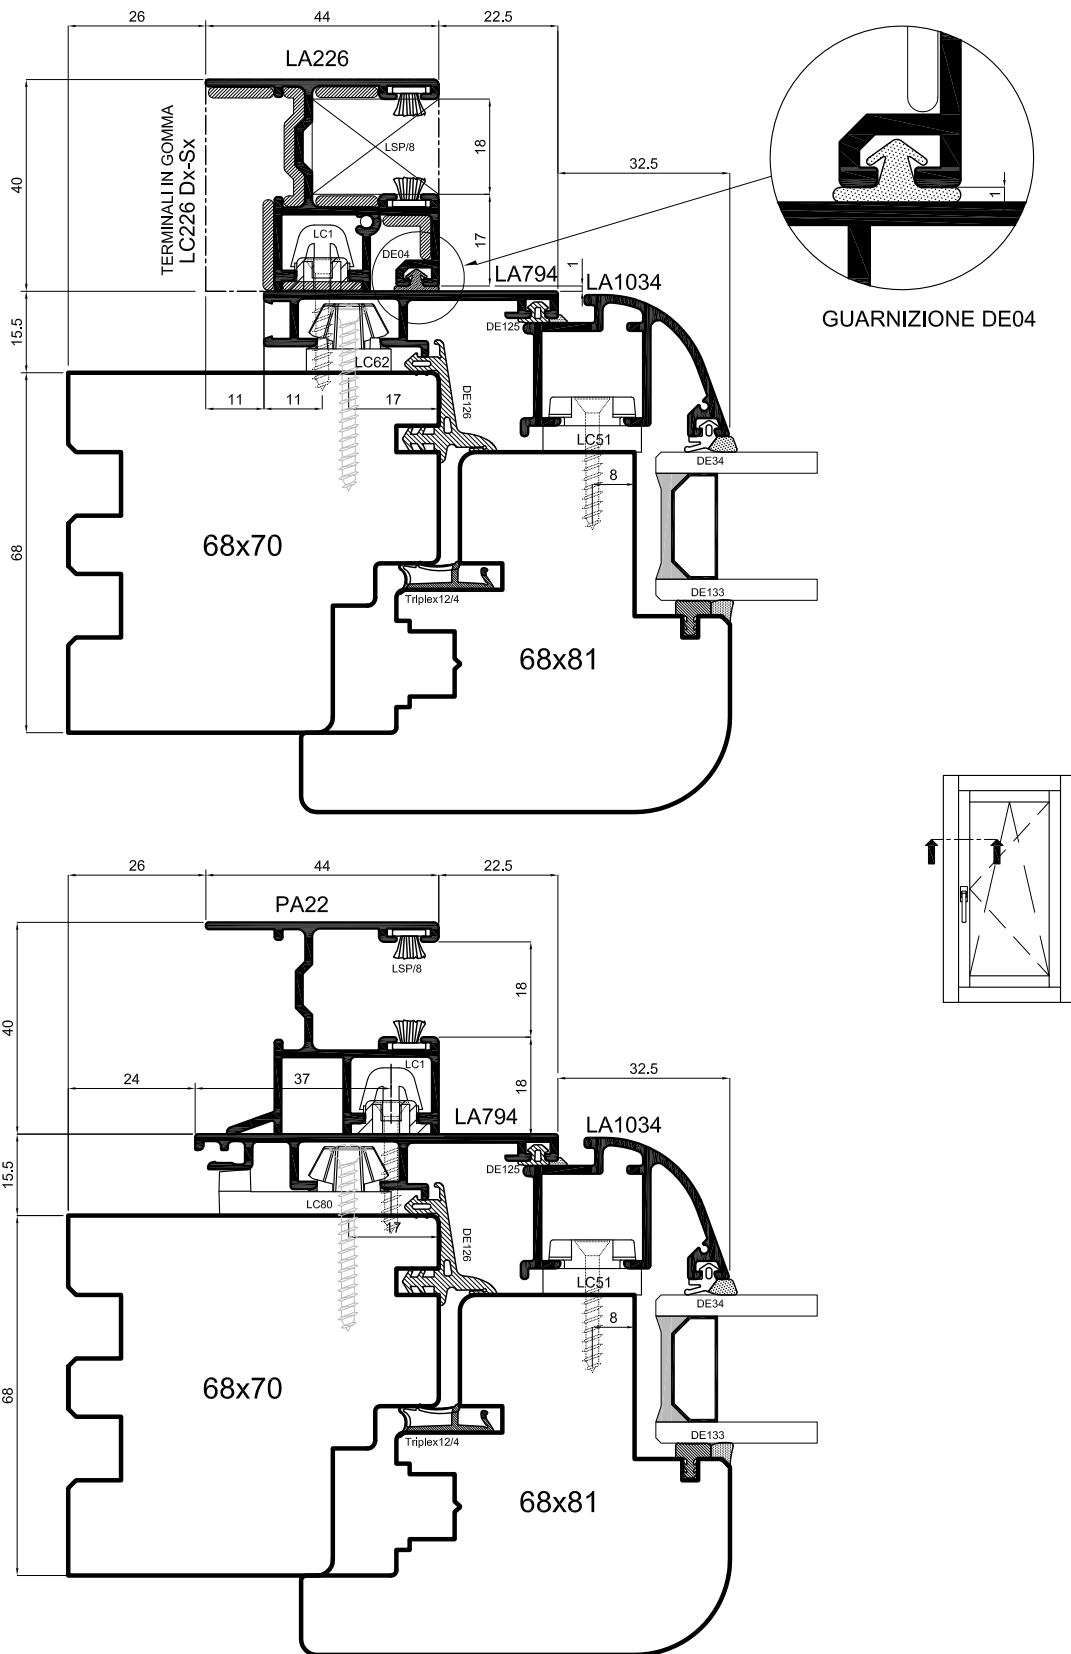 26
44
22.5
LA226
TERMINALI IN GOMMA
LC226 Dx-Sx
40
LSP/8
18
32.5
1
LC1
DE04
17
1
LA794
LA1034
GUARNIZIONE DE04
15.5
DE125
LC62
11
11
17
DE126
LC51
DE34
8
68
68x70
DE133
Triplex12/4
68x81
26
44
22.5
PA22
LSP/8
18
40
24
37
LC1
18
32.5
LA794
LA1034
15.5
DE125
LC80
17
DE126
LC51
DE34
8
68
68x70
DE133
Triplex12/4
68x81